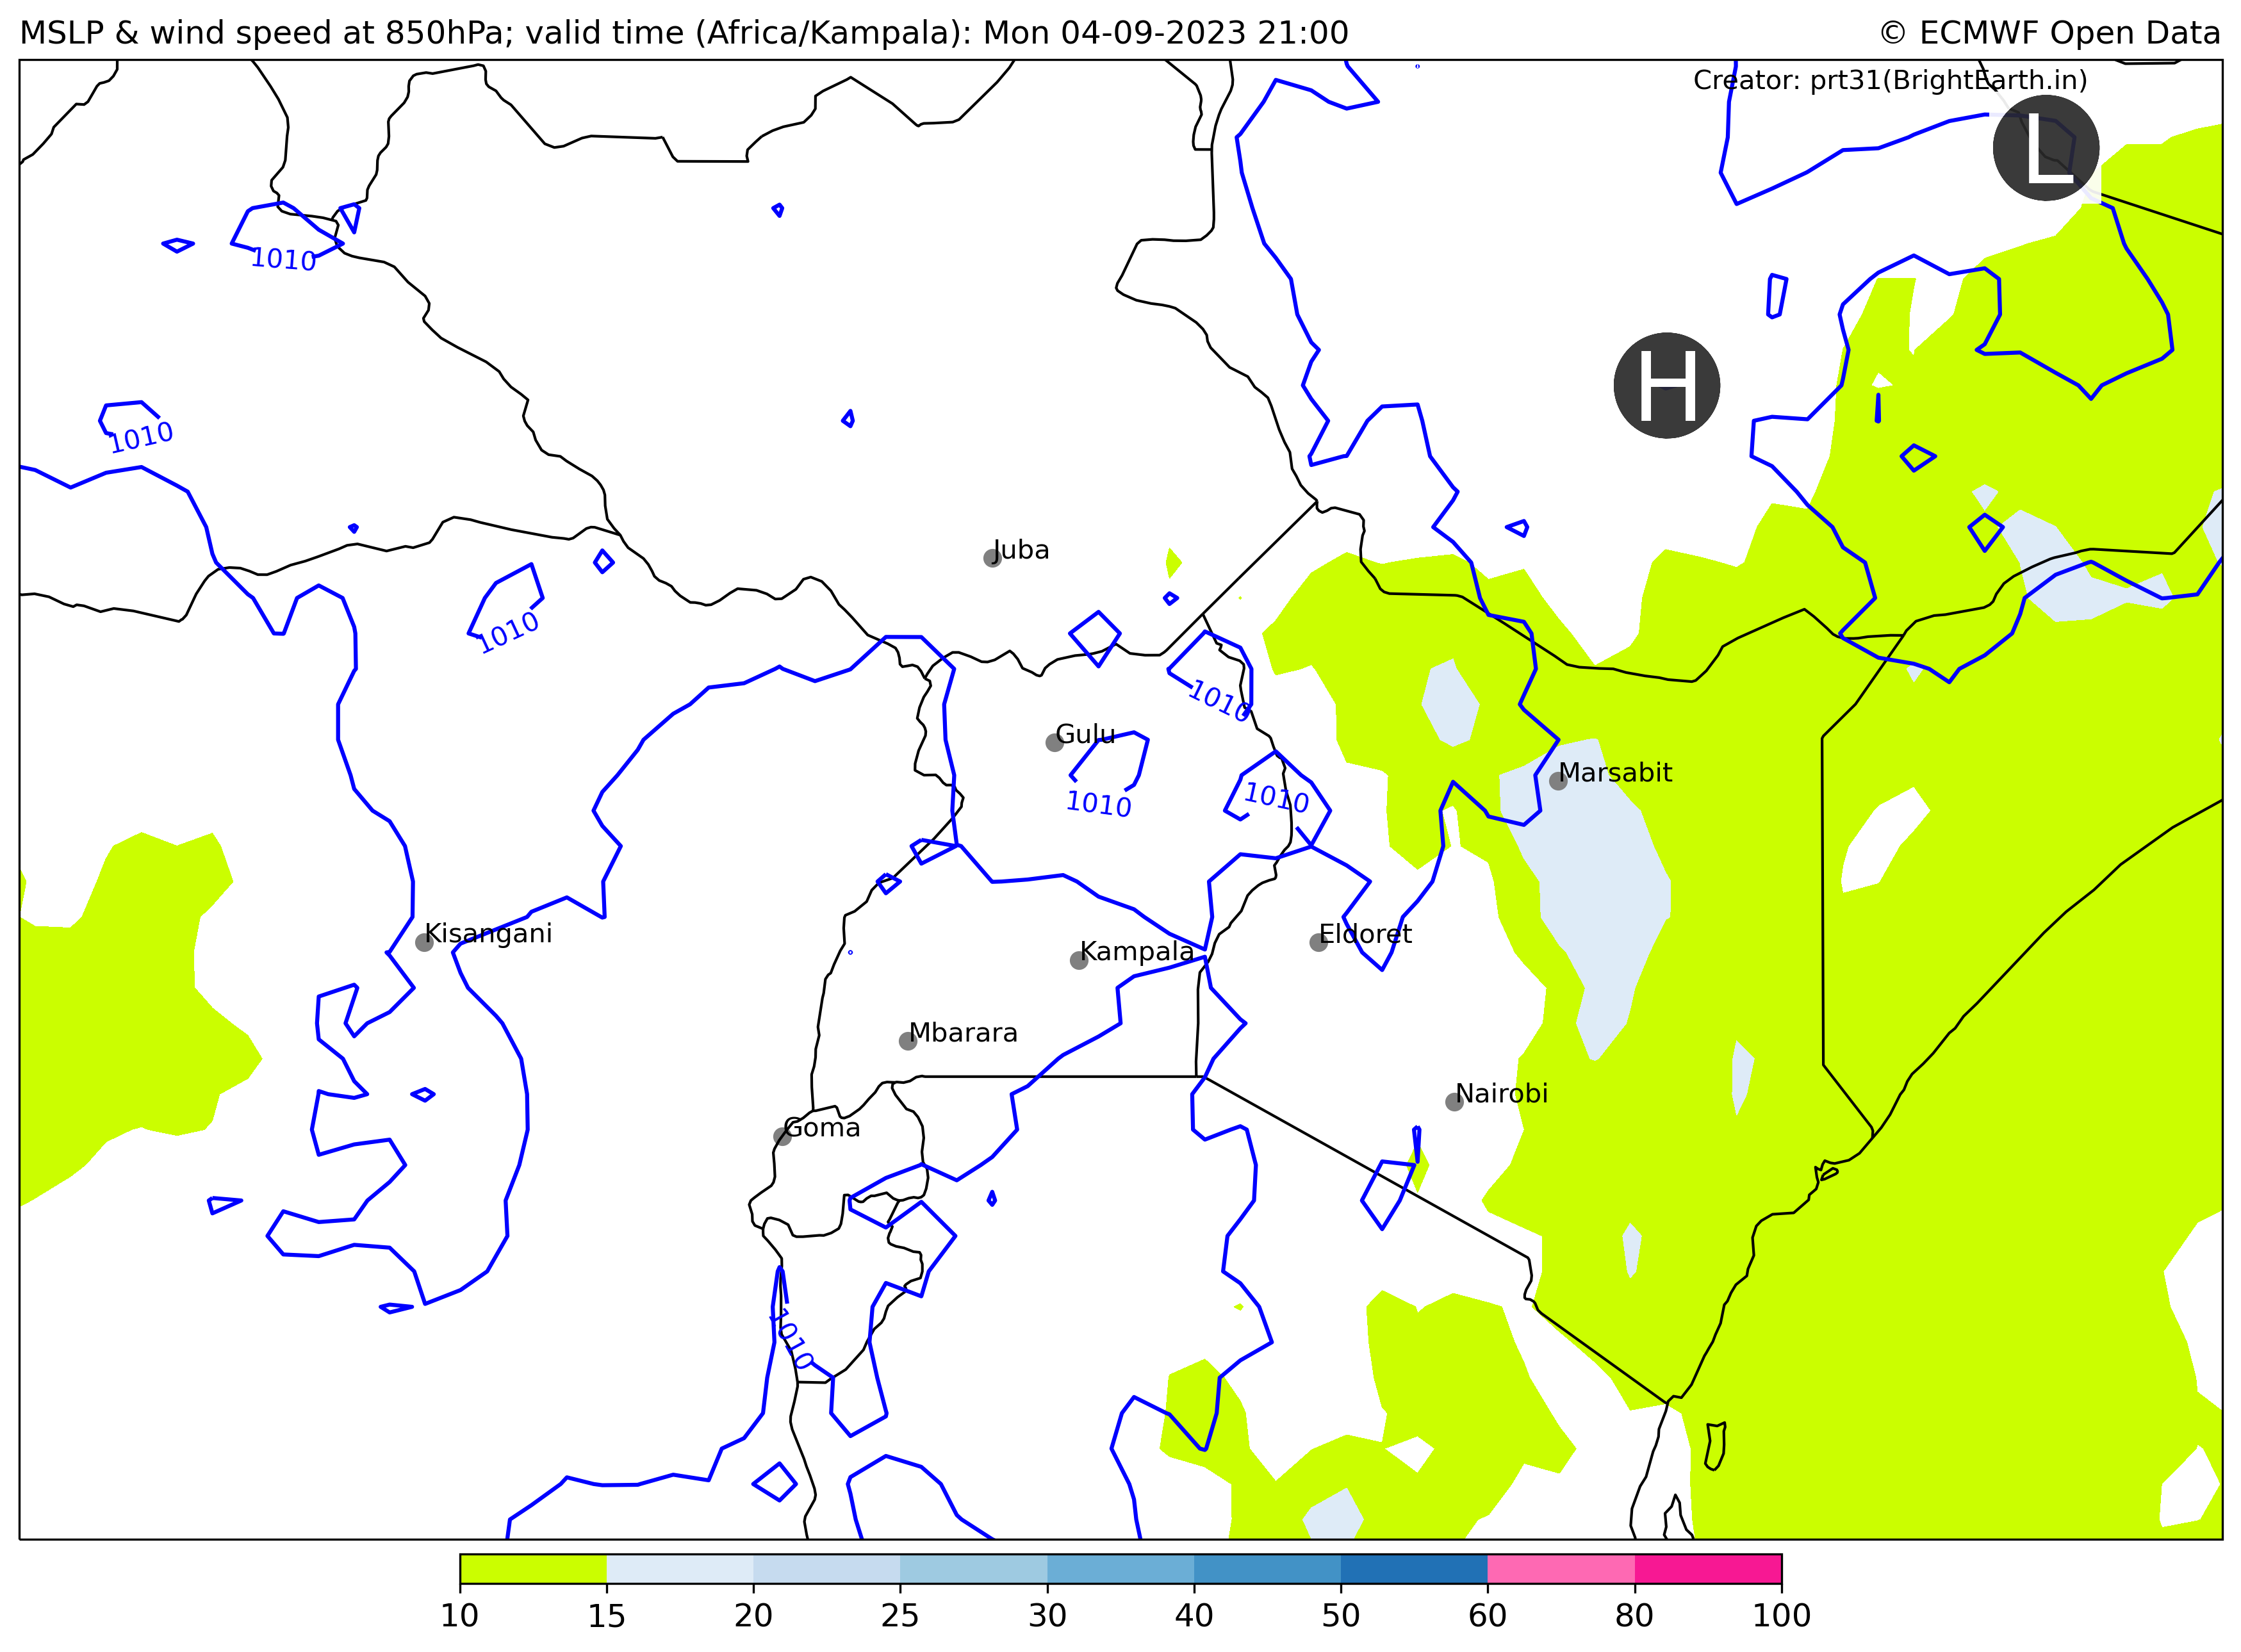 MSLP & wind speed at 850hPa; valid time (Africa/Kampala): Mon 04-09-2023 21:00
© ECMWF Open Data
Creator: prt31(BrightEarth.in)
L
1010
H
1010
Juba
1010
1010
Gulu
Marsabit
1010
1010
Kisangani
Eldoret
Kampala
Mbarara
Nairobi
Goma
1010
10 15 20 25 30 40 50 60 80 100